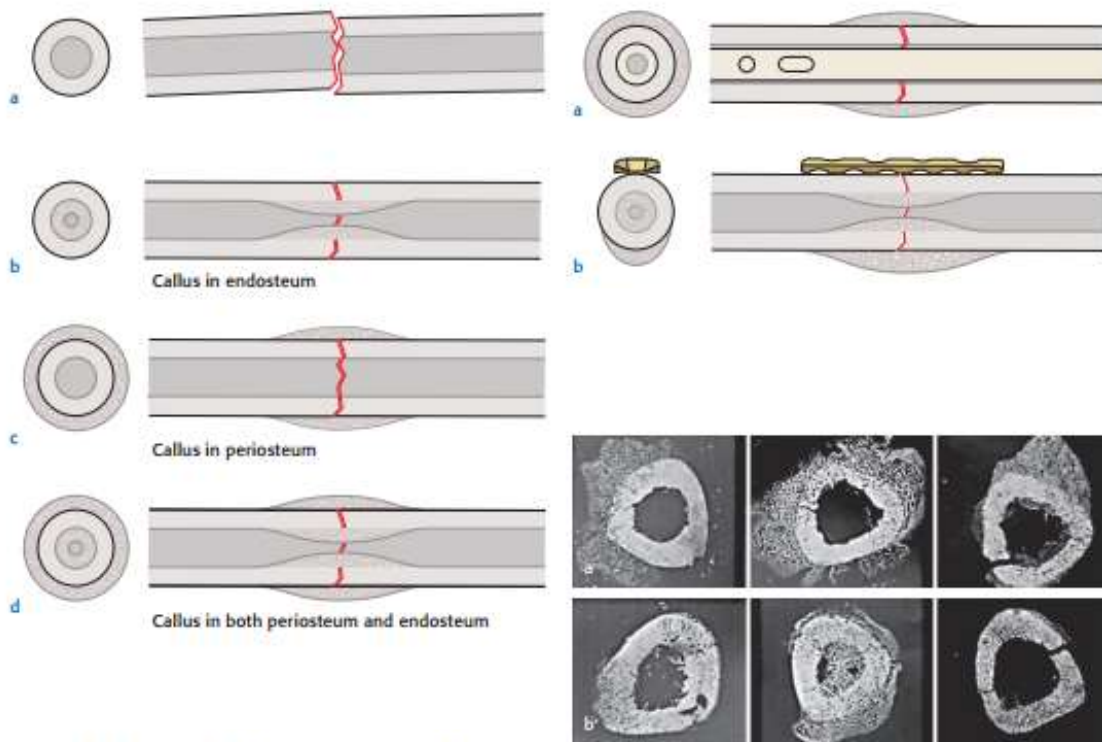 a
b
Callus in endosteum
c
Callus in periosteum
d
Callus in both periosteum and endosteum
a
b
a
b'